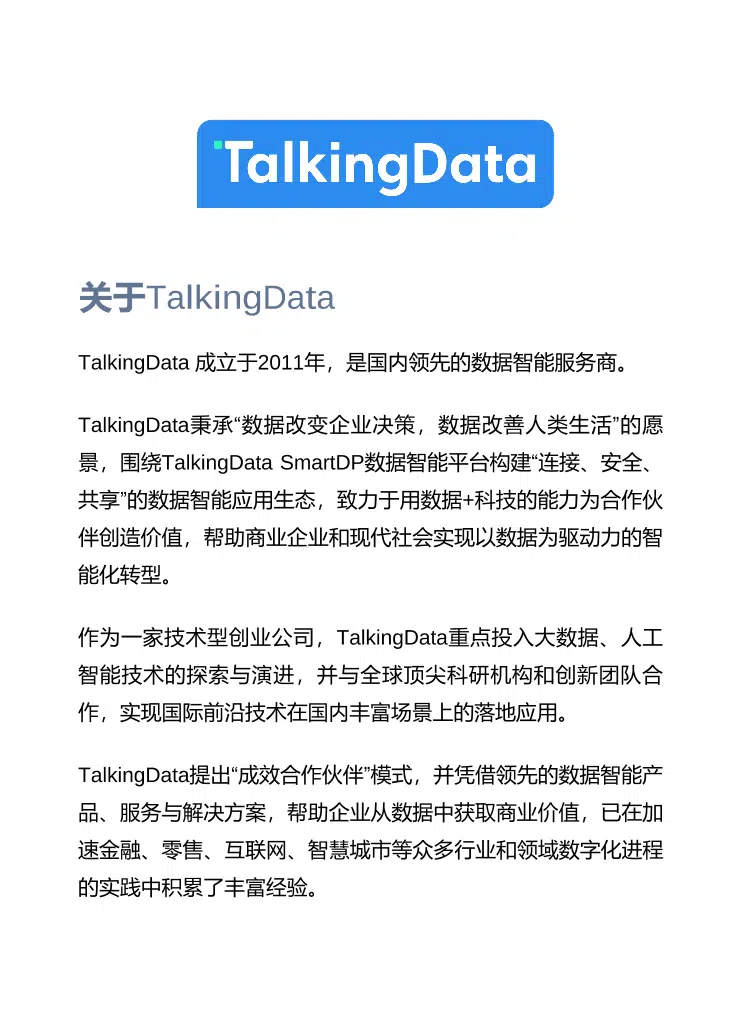 TalkingData
关于TalkingData
TalkingData 成立于2011年，是国内领先的数据智能服务商。
TalkingData秉承“数据改变企业决策，数据改善人类生活”的愿
景，围绕TalkingData SmartDP数据智能平台构建“连接、安全、
共享”的数据智能应用生态，致力于用数据+科技的能力为合作伙
伴创造价值，帮助商业企业和现代社会实现以数据为驱动力的智
能化转型。
作为一家技术型创业公司，TalkingData重点投入大数据、人工
智能技术的探索与演进，并与全球顶尖科研机构和创新团队合
作，实现国际前沿技术在国内丰富场景上的落地应用。
TalkingData提出“成效合作伙伴”模式，并凭借领先的数据智能产
品、服务与解决方案，帮助企业从数据中获取商业价值，已在加
速金融、零售、互联网、智慧城市等众多行业和领域数字化进程
的实践中积累了丰富经验。